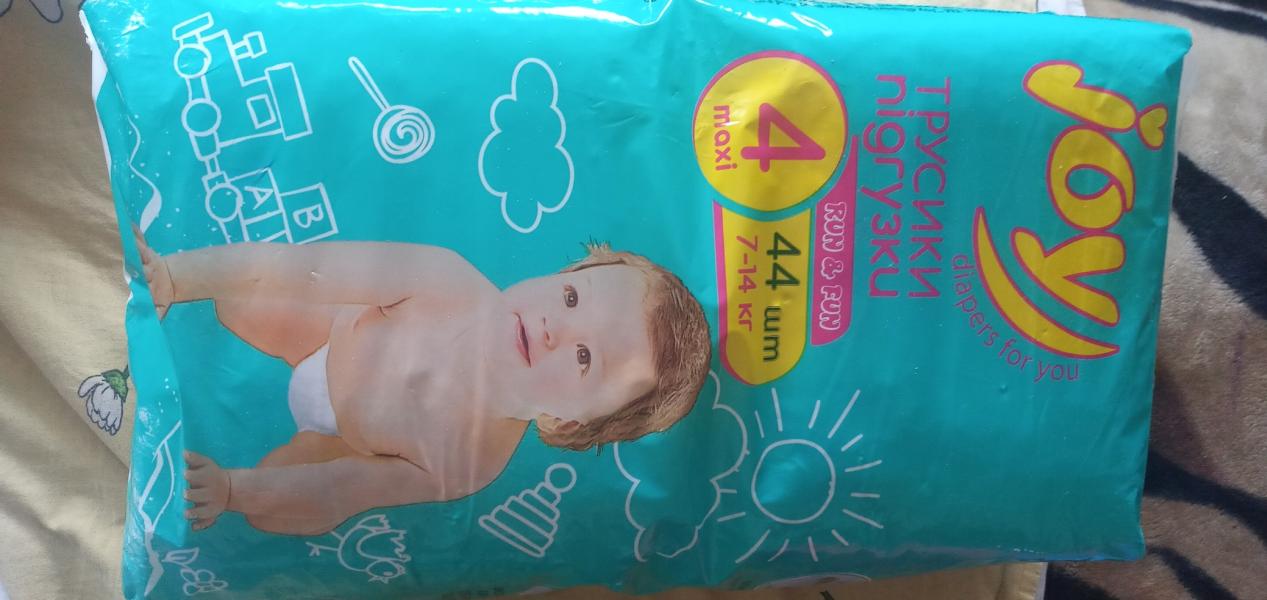 joy
diapers for you
трусики
підгузки
RUN & FUN
4
maxi
44 шт
7-14 кг
B
A